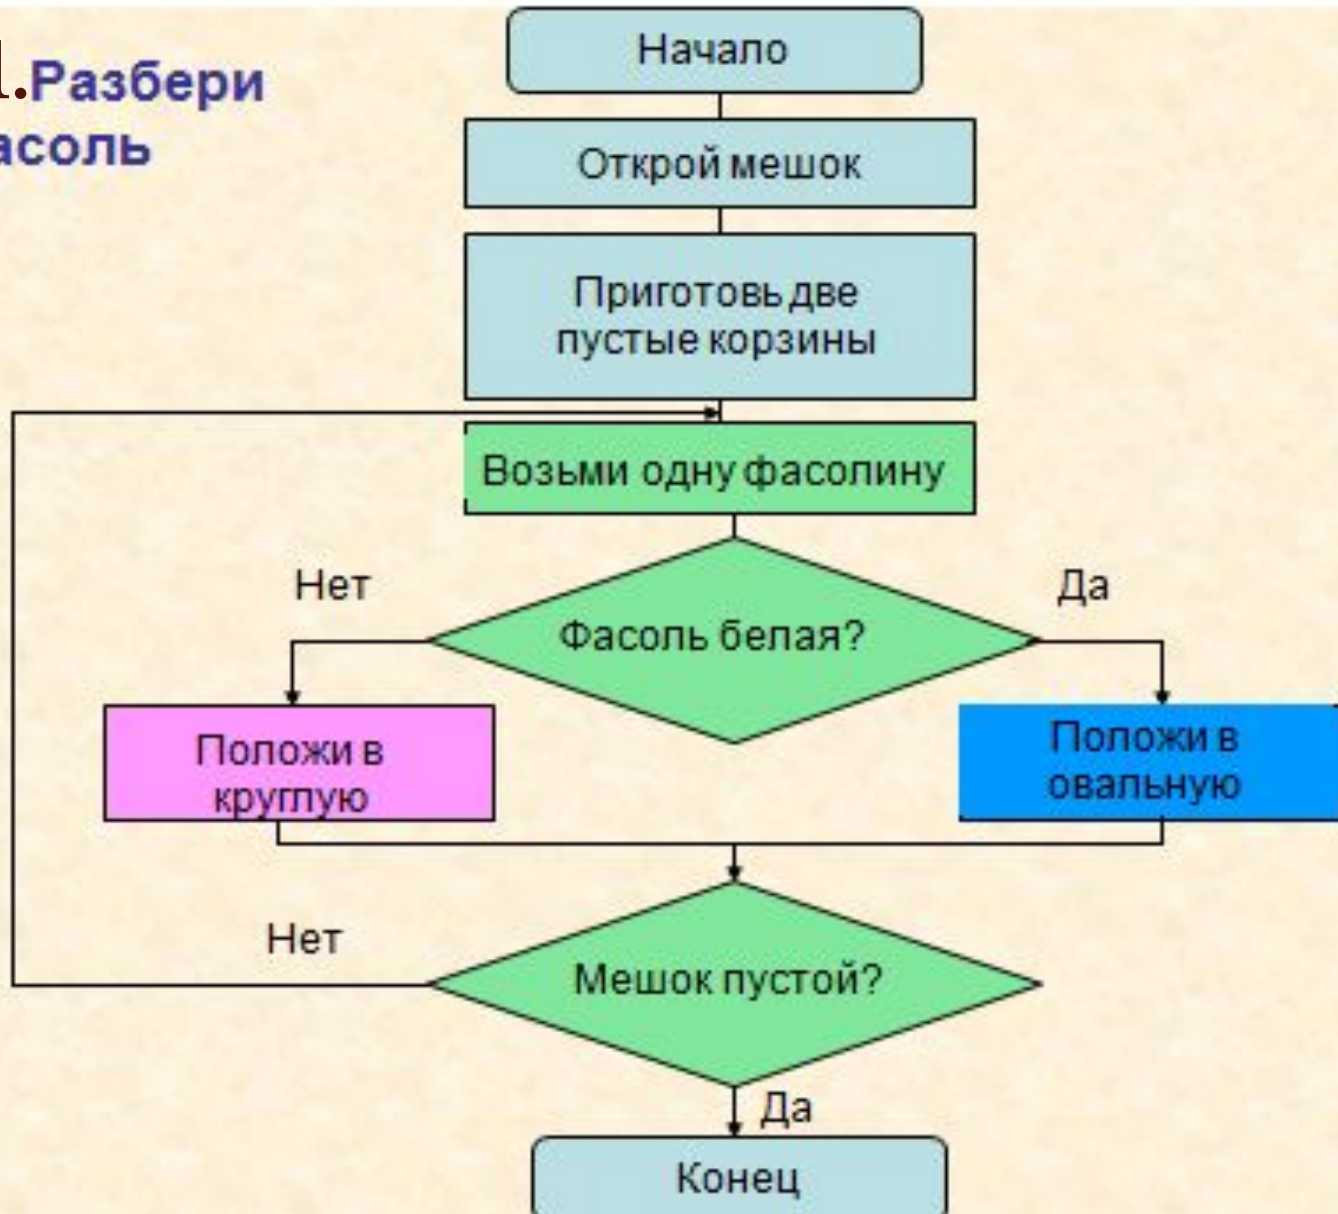 1.Разбери
асоль
Начало
Открой мешок
Приготовь две
пустые корзины
Возьми одну фасолину
Нет
Да
Фасоль белая?
Положи в
круглую
Положи в
овальную
Нет
Мешок пустой?
Да
Конец